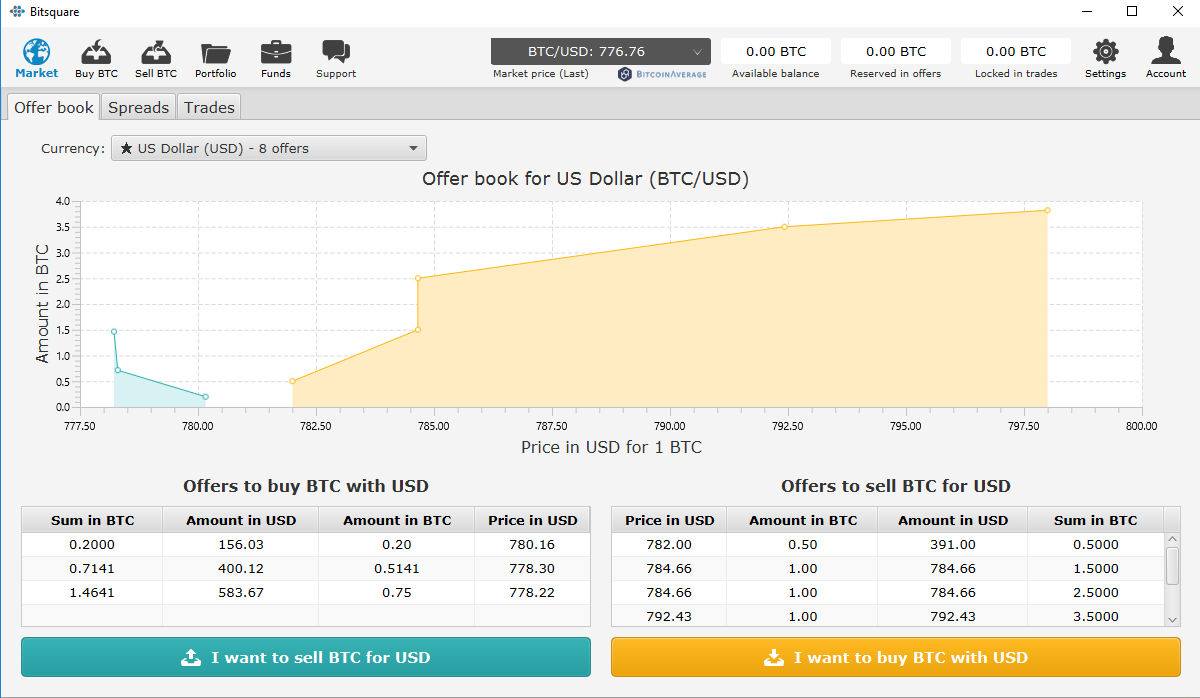 Bitsquare
Market
Buy BTC
Sell BTC
Portfolio
Funds
Support
BTC/USD: 776.76
Market price (Last)
BITCOINAVERAGE
0.00 BTC
Available balance
0.00 BTC
Reserved in offers
0.00 BTC
Locked in trades
Settings
Account
Offer book Spreads Trades
Currency: ★ US Dollar (USD) - 8 offers
Offer book for US Dollar (BTC/USD)
Amount in BTC
4.0
3.5
3.0
2.5
2.0
1.5
1.0
0.5
0.0
777.50 780.00 782.50 785.00 787.50 790.00 792.50 795.00 797.50 800.00
Price in USD for 1 BTC
Offers to buy BTC with USD
Sum in BTC Amount in USD Amount in BTC Price in USD
0.2000 156.03 0.20 780.16
0.7141 400.12 0.5141 778.30
1.4641 583.67 0.75 778.22
I want to sell BTC for USD
Offers to sell BTC for USD
Price in USD Amount in BTC Amount in USD Sum in BTC
782.00 0.50 391.00 0.5000
784.66 1.00 784.66 1.5000
784.66 1.00 784.66 2.5000
792.43 1.00 792.43 3.5000
I want to buy BTC with USD